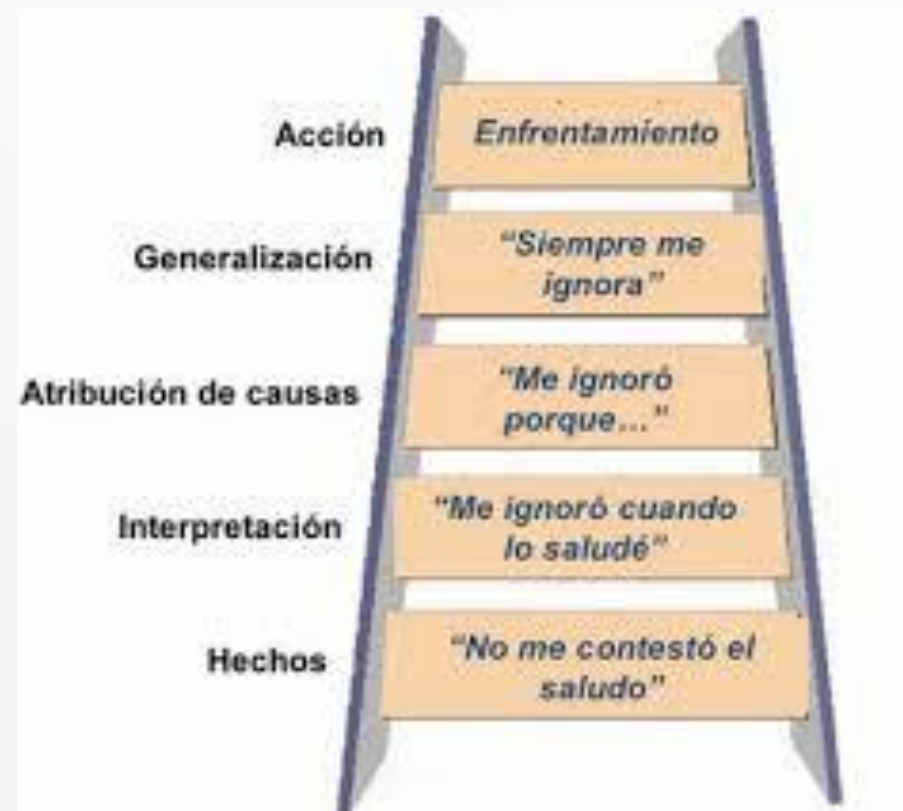 Acción
Enfrentamiento
Generalización
“Siempre me
ignora”
Atribución de causas
“Me ignoró
porque...”
Interpretación
“Me ignoró cuando
lo saludé”
Hechos
“No me contestó el
saludo”